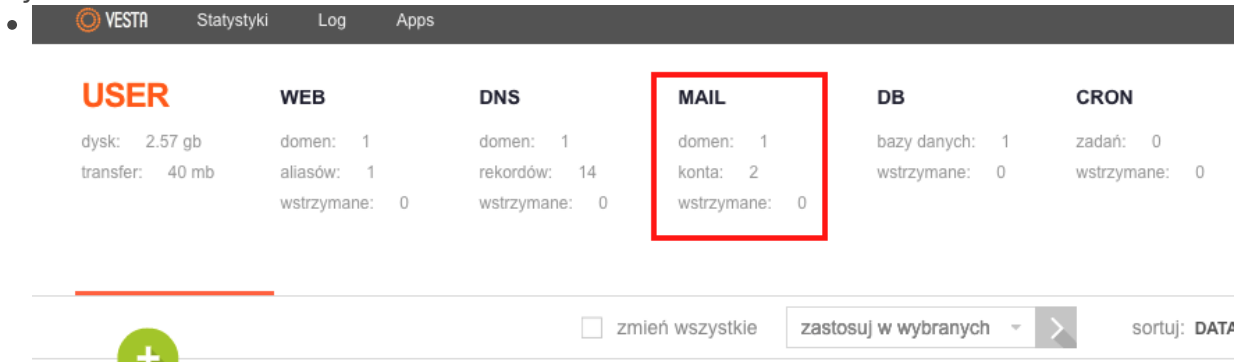 VESTA Statystyki Log Apps
USER WEB DNS MAIL DB CRON
dysk: 2.57 gb domen: 1 domen: 1 domen: 1 bazy danych: 1 zadań: 0
transfer: 40 mb aliasów: 1 rekordów: 14 konta: 2 wstrzymane: 0 wstrzymane: 0
wstrzymane: 0 wstrzymane: 0 wstrzymane: 0
zmień wszystkie zastosuj w wybranych sortuj: DATA